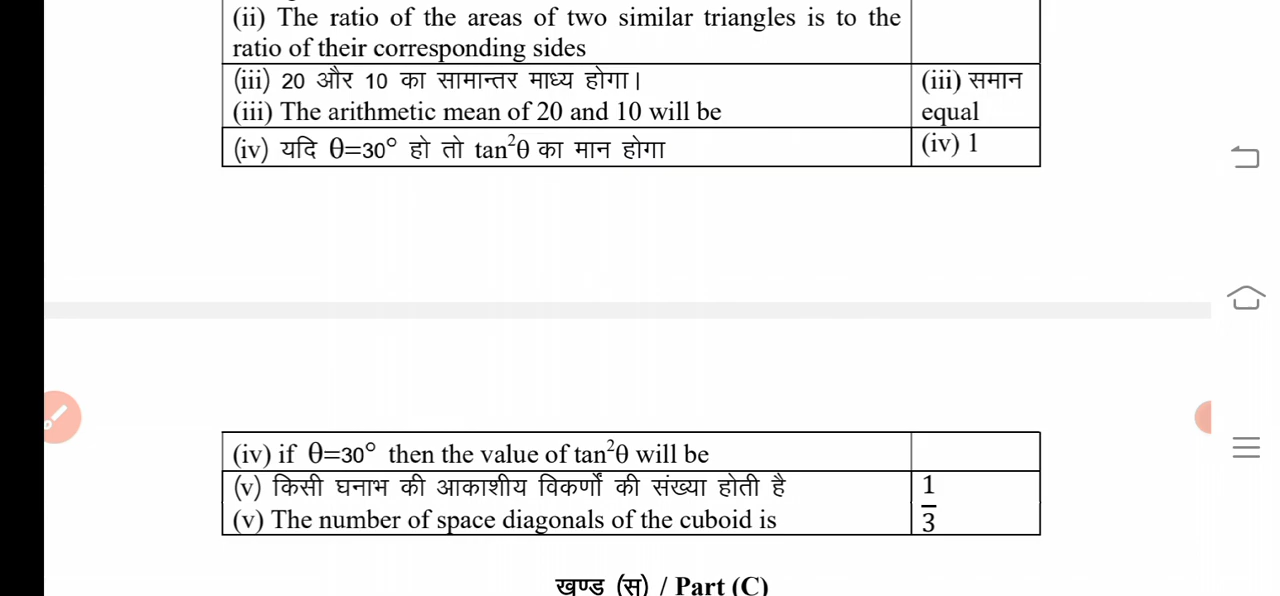 (ii) The ratio of the areas of two similar triangles is to the
ratio of their corresponding sides
(iii) 20 और 10 का सामान्तर माध्य होगा।
(iii) समान
(iii) The arithmetic mean of 20 and 10 will be
equal
(iv) यदि θ=30° हो तो tan²θ का मान होगा
(iv) 1
(iv) if θ=30° then the value of tan²θ will be
(v) किसी घनाभ की आकाशीय विकर्णों की संख्या होती है
(v) The number of space diagonals of the cuboid is
1
3
खण्ड (स) / Part (C)